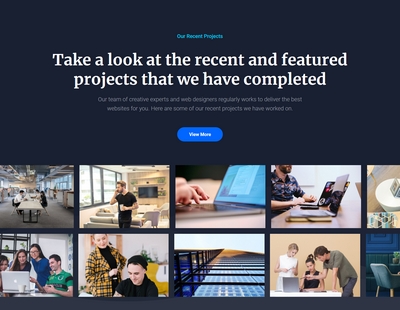 Our Recent Projects
Take a look at the recent and featured
projects that we have completed
Our team of creative experts and web designers regularly works to deliver the best
websites for you. Here are some of our recent projects we have worked on.
View More